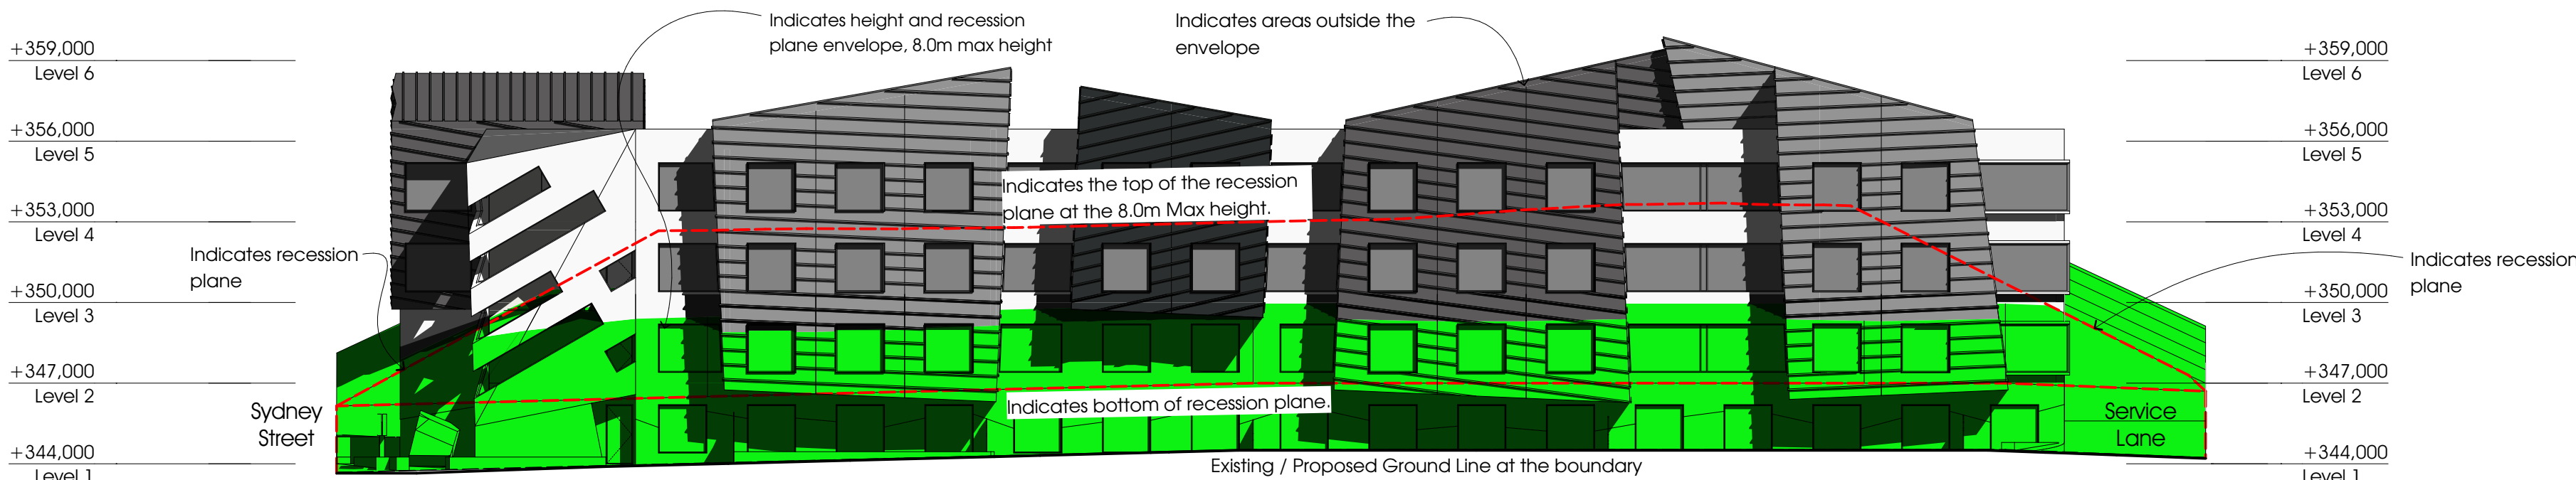 Indicates height and recession
plane envelope, 8.0m max height
Indicates areas outside the
envelope
+359,000
Level 6
+356,000
Level 5
+353,000
Level 4
+350,000
Level 3
+347,000
Level 2
+344,000
Level 1
Indicates recession
plane
Sydney
Street
Indicates the top of the recession
plane at the 8.0m Max height.
Indicates bottom of recession plane.
Existing / Proposed Ground Line at the boundary
Service
Lane
+359,000
Level 6
+356,000
Level 5
+353,000
Level 4
+350,000
Level 3
+347,000
Level 2
+344,000
Level 1
Indicates recession
plane